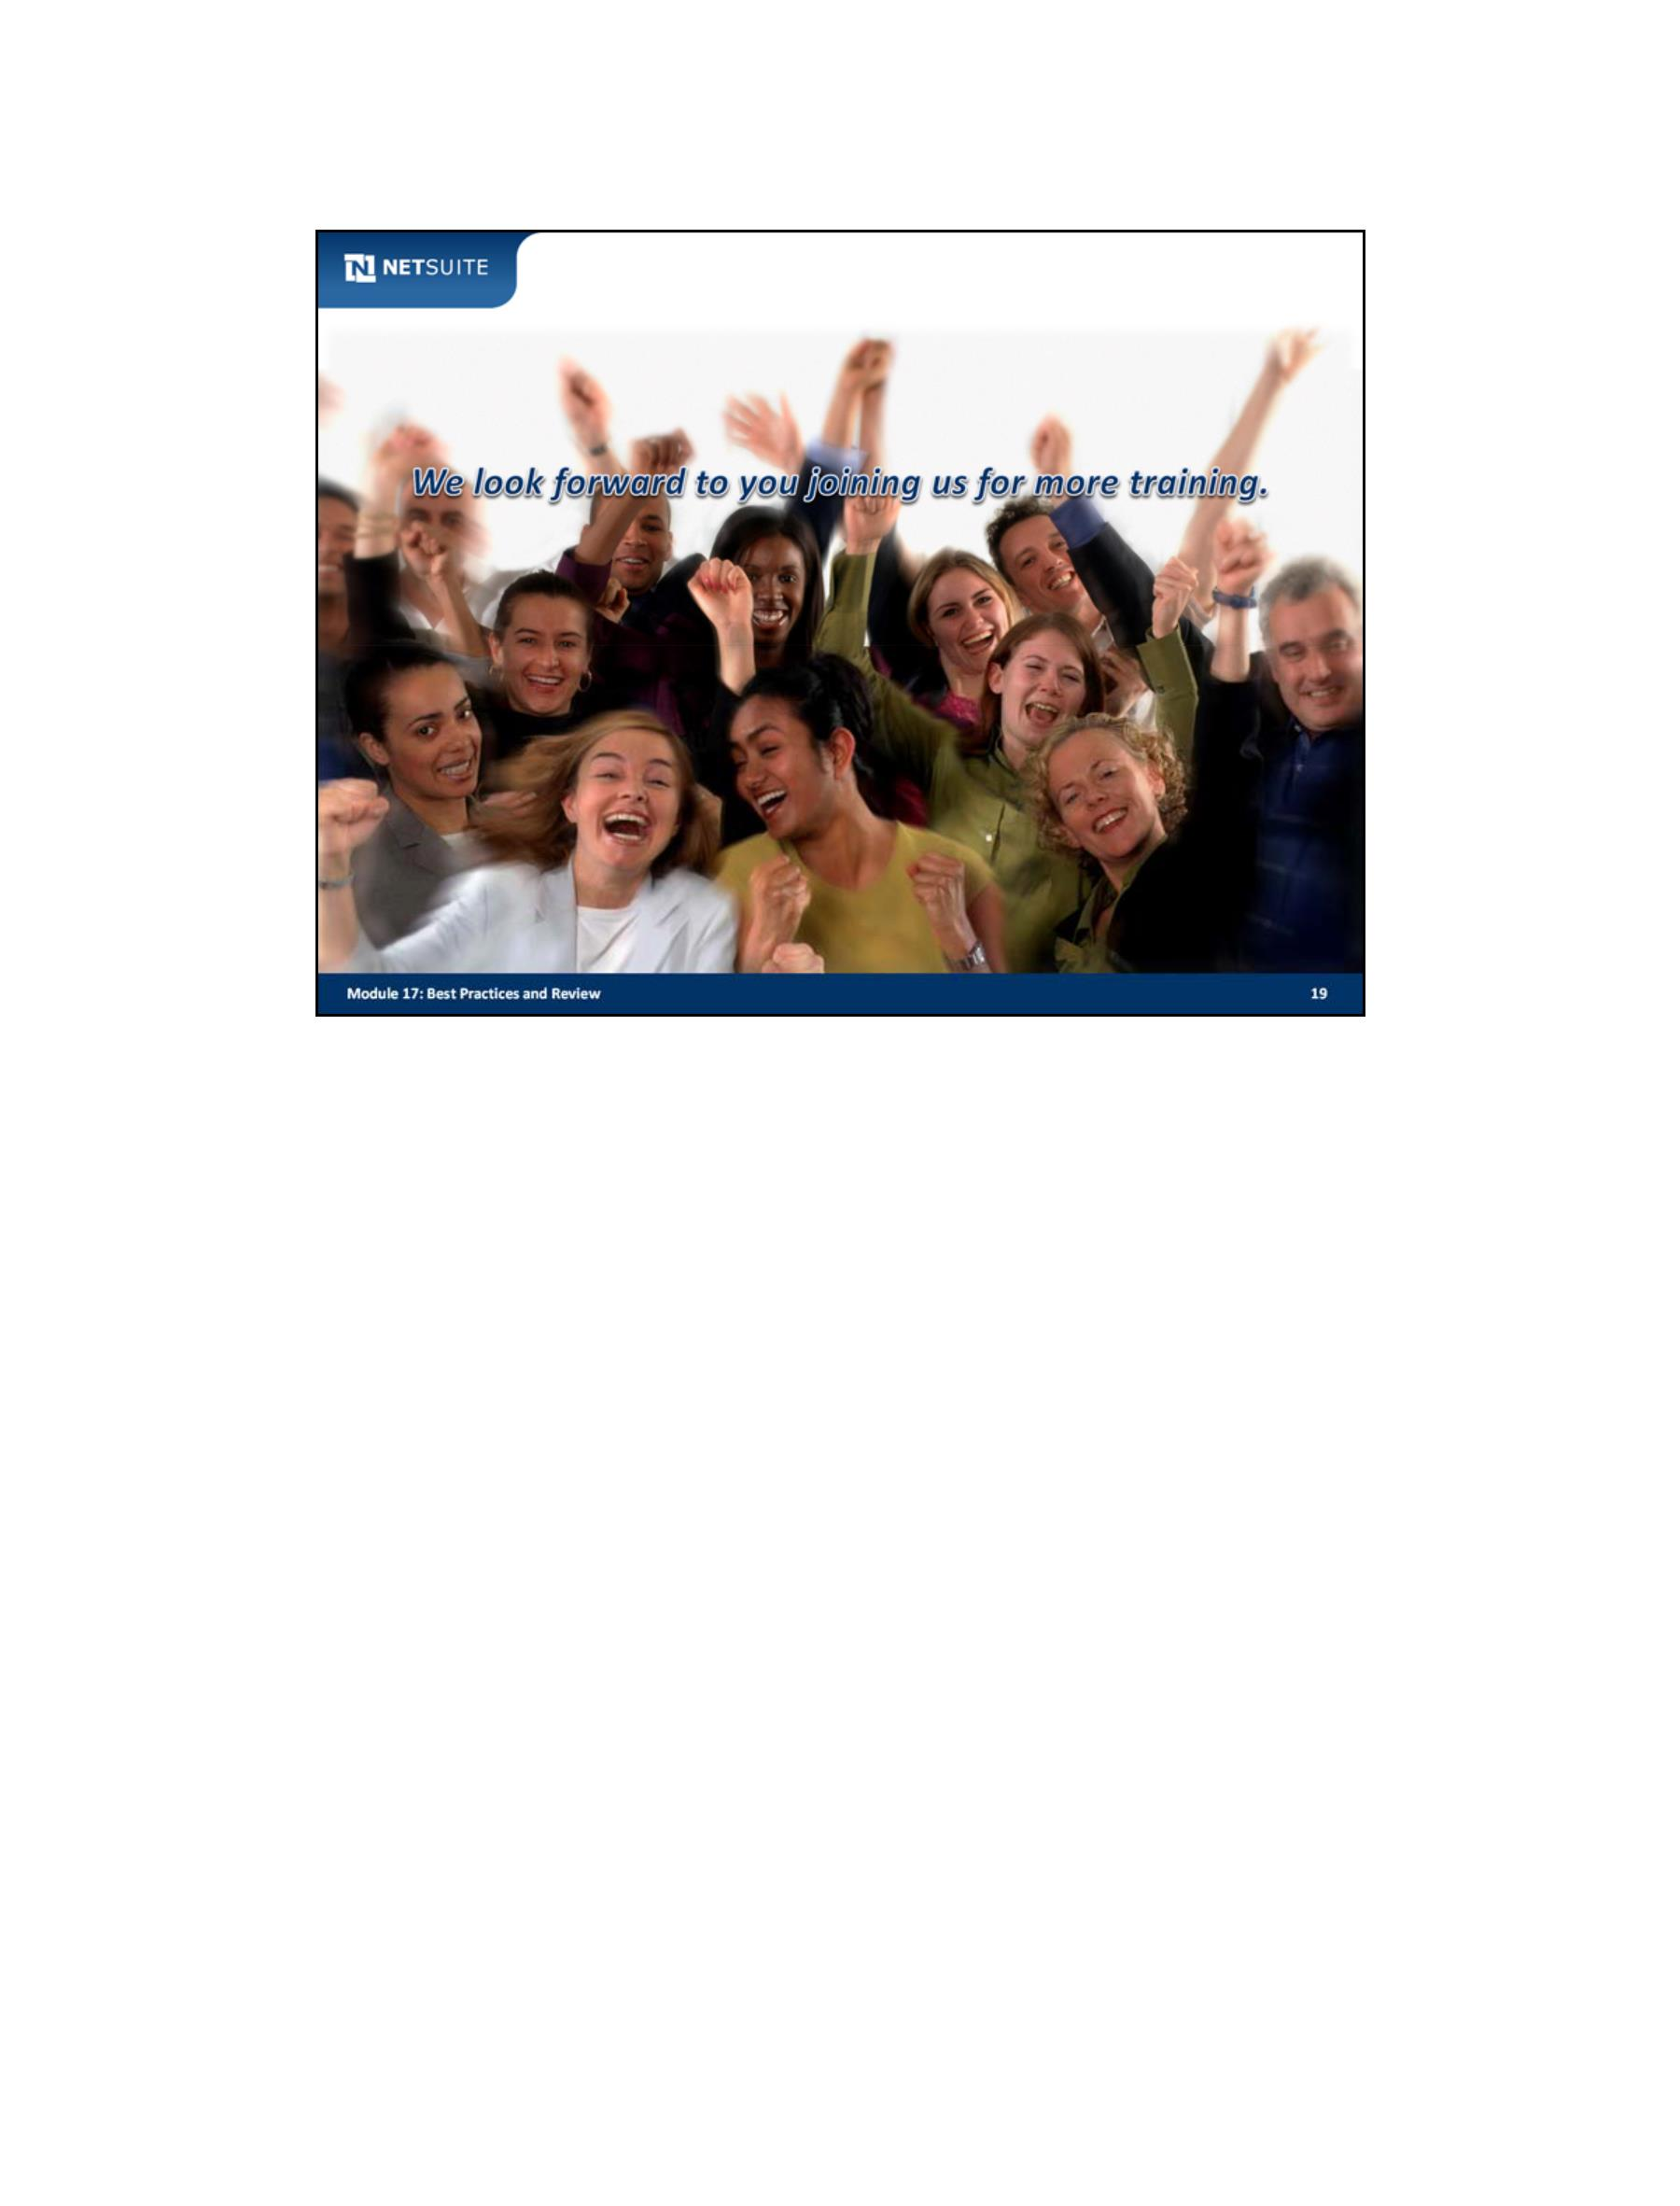 NETSUITE
We look forward to you joining us for more training.
Module 17: Best Practices and Review
19